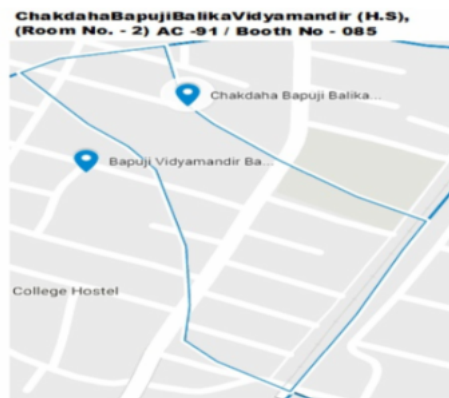 ChakdahaBapujiBalikaVidyamandir (H.S),
(Room No. - 2) AC -91 / Booth No - 085
Chakdaha Bapuji Balika...
Bapuji Vidyamandir Ba...
College Hostel